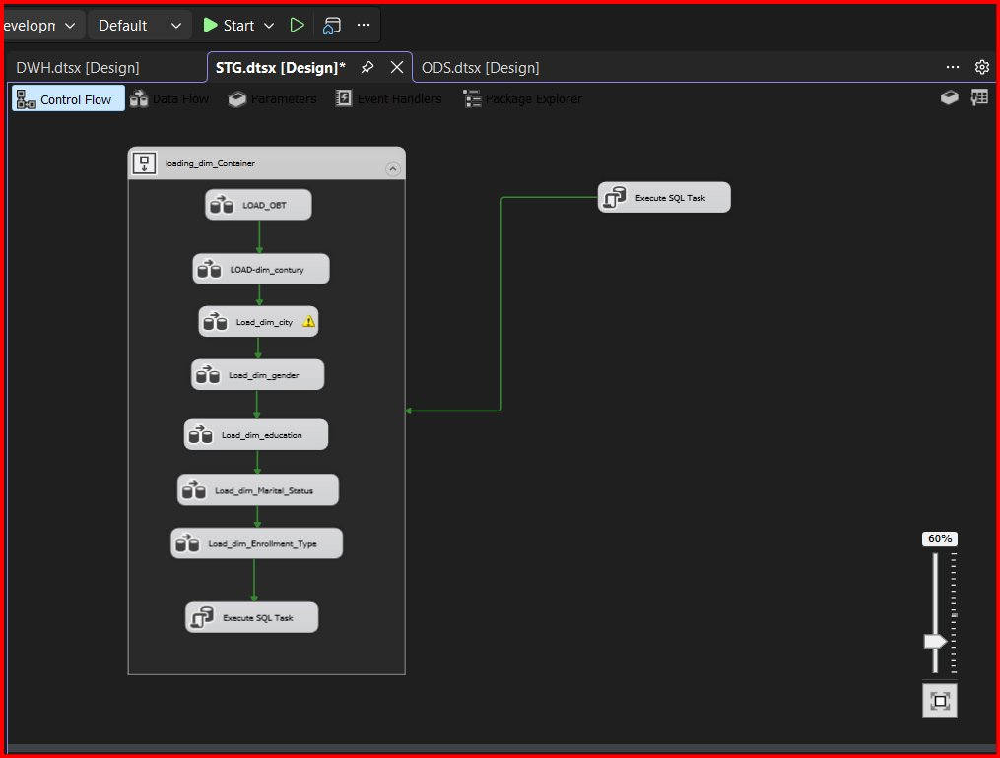 evelopn Default Start
DWH.dtsx [Design] STG.dtsx [Design]* ODS.dtsx [Design]
Control Flow Data Flow Parameters Event Handlers Package Explorer
loading_dim_Container
Execute SQL Task
LOAD_OBT
LOAD-dim_contury
Load_dim_city
Load_dim_gender
Load_dim_education
Load_dim_Marital_Status
Load_dim_Enrollment_Type
Execute SQL Task
60%